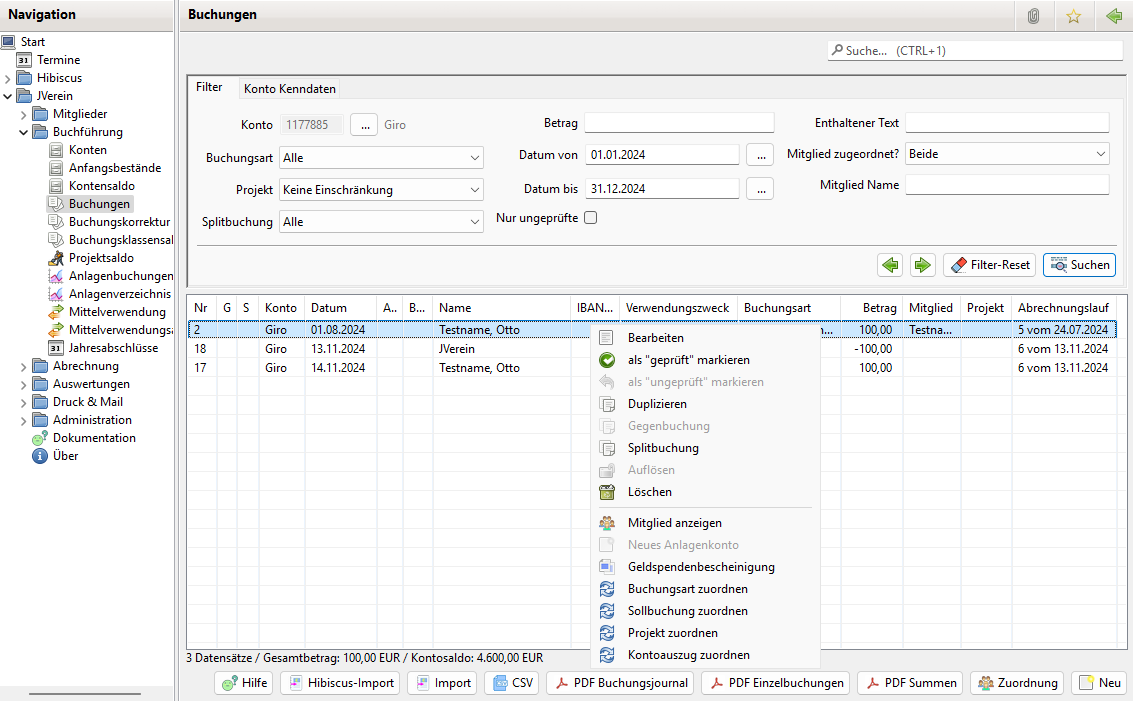 Navigation
Start
Termine
Hibiscus
JVerein
Mitglieder
Buchführung
Konten
Anfangsbestände
Kontensaldo
Buchungen
Buchungskorrektur
Buchungsklassensal
Projektsaldo
Anlagenbuchungen
Anlagenverzeichnis
Mittelverwendung
Mittelverwendungsa
Jahresabschlüsse
Abrechnung
Auswertungen
Druck & Mail
Administration
Dokumentation
Über
Buchungen
Suche... (CTRL+1)
Filter Konto Kenndaten
Konto 1177885 ... Giro Betrag Enthaltener Text
Buchungsart Alle Datum von 01.01.2024 ... Mitglied zugeordnet? Beide
Projekt Keine Einschränkung Datum bis 31.12.2024 ... Mitglied Name
Splitbuchung Alle Nur ungeprüfte
Filter-Reset Suchen
Nr G S Konto Datum A.. B... Name IBAN... Verwendungszweck Buchungsart Betrag Mitglied Projekt Abrechnungslauf
2 Giro 01.08.2024 Testname, Otto n... 100,00 Testna... 5 vom 24.07.2024
18 Giro 13.11.2024 JVerein -100,00 6 vom 13.11.2024
17 Giro 14.11.2024 Testname, Otto 100,00 6 vom 13.11.2024
Bearbeiten
als "geprüft" markieren
als "ungeprüft" markieren
Duplizieren
Gegenbuchung
Splitbuchung
Auflösen
Löschen
Mitglied anzeigen
Neues Anlagenkonto
Geldspendenbescheinigung
Buchungsart zuordnen
Sollbuchung zuordnen
Projekt zuordnen
Kontoauszug zuordnen
3 Datensätze / Gesamtbetrag: 100,00 EUR / Kontosaldo: 4.600,00 EUR
Hilfe Hibiscus-Import Import CSV PDF Buchungsjournal PDF Einzelbuchungen PDF Summen Zuordnung Neu